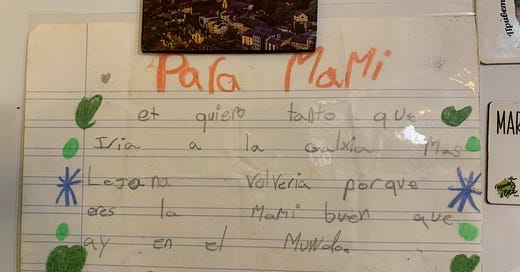 PaRa MaMi
et quiero tanto que
Iria a la Galxia Mas
Lejana Volveria porque
eres la MaMi buen que
ay en el Mundo.
MAR